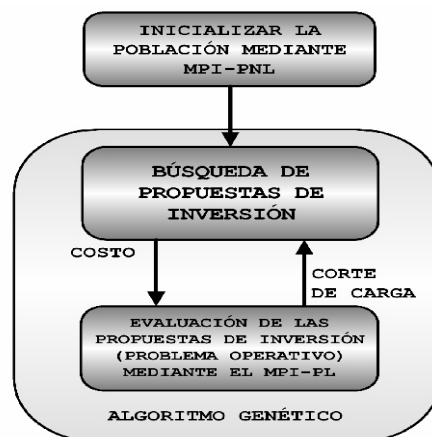 INICIALIZAR LA
POBLACIÓN MEDIANTE
MPI-PNL
BÚSQUEDA DE
PROPUESTAS DE
INVERSIÓN
COSTO
CORTE
DE CARGA
EVALUACIÓN DE LAS
PROPUESTAS DE INVERSIÓN
(PROBLEMA OPERATIVO)
MEDIANTE EL MPI-PL
ALGORITMO GENÉTICO